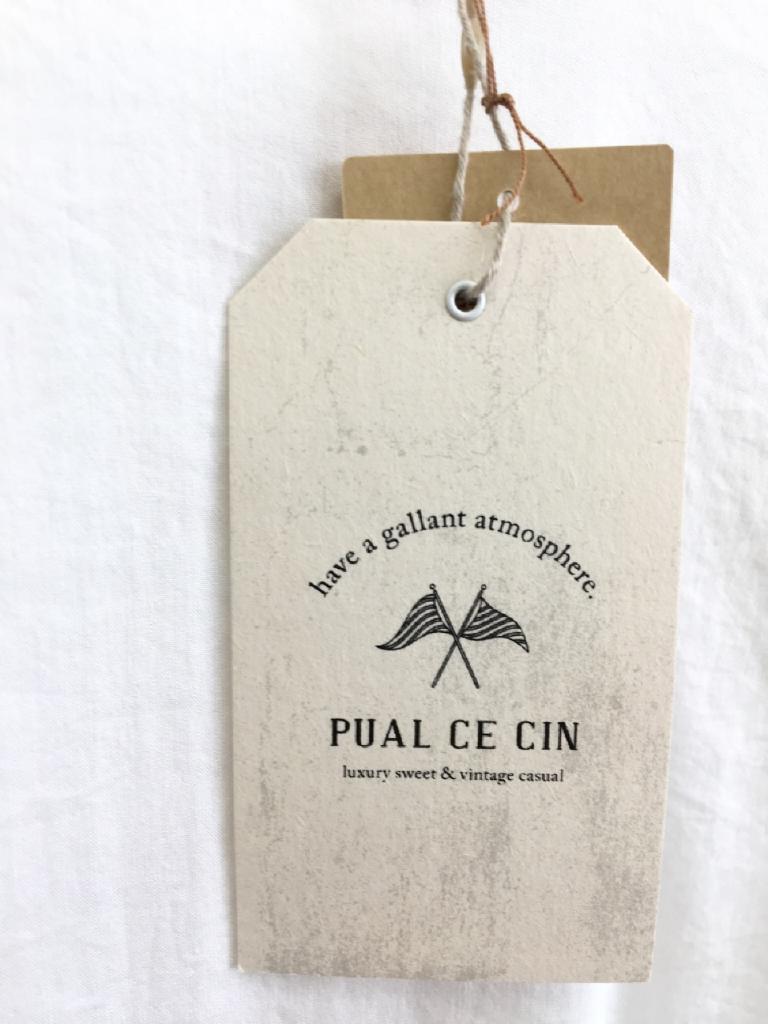 have a gallant atmosphere.
PUAL CE CIN
luxury sweet & vintage casual